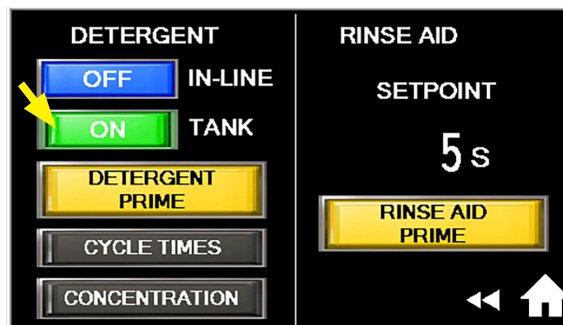 DETERGENT
OFF IN-LINE
ON TANK
DETERGENT
PRIME
CYCLE TIMES
CONCENTRATION
RINSE AID
SETPOINT
5 s
RINSE AID
PRIME